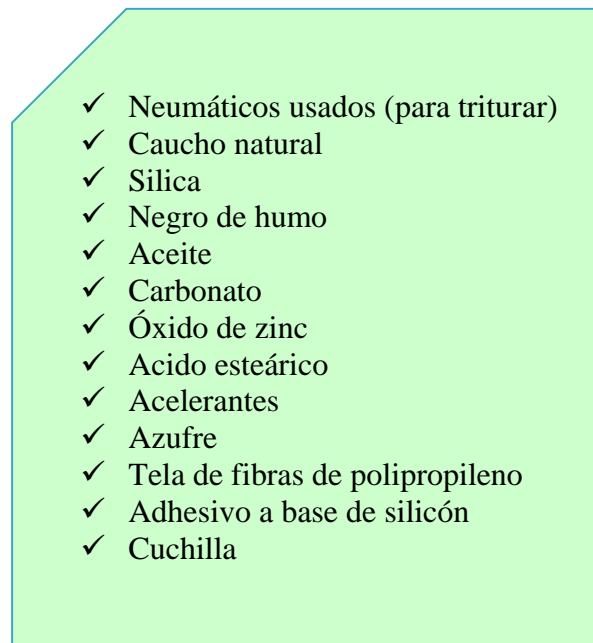 ✓ Neumáticos usados (para triturar)
✓ Caucho natural
✓ Silica
✓ Negro de humo
✓ Aceite
✓ Carbonato
✓ Óxido de zinc
✓ Acido esteárico
✓ Acelerantes
✓ Azufre
✓ Tela de fibras de polipropileno
✓ Adhesivo a base de silicón
✓ Cuchilla